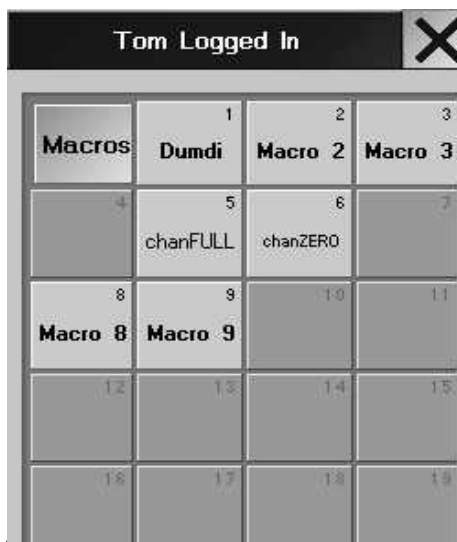 Tom Logged In
1 2 3
Macros Dumdi Macro 2 Macro 3
4 5 6 7
chanFULL chanZERO
8 9 10 11
Macro 8 Macro 9
12 13 14 15
16 17 18 19